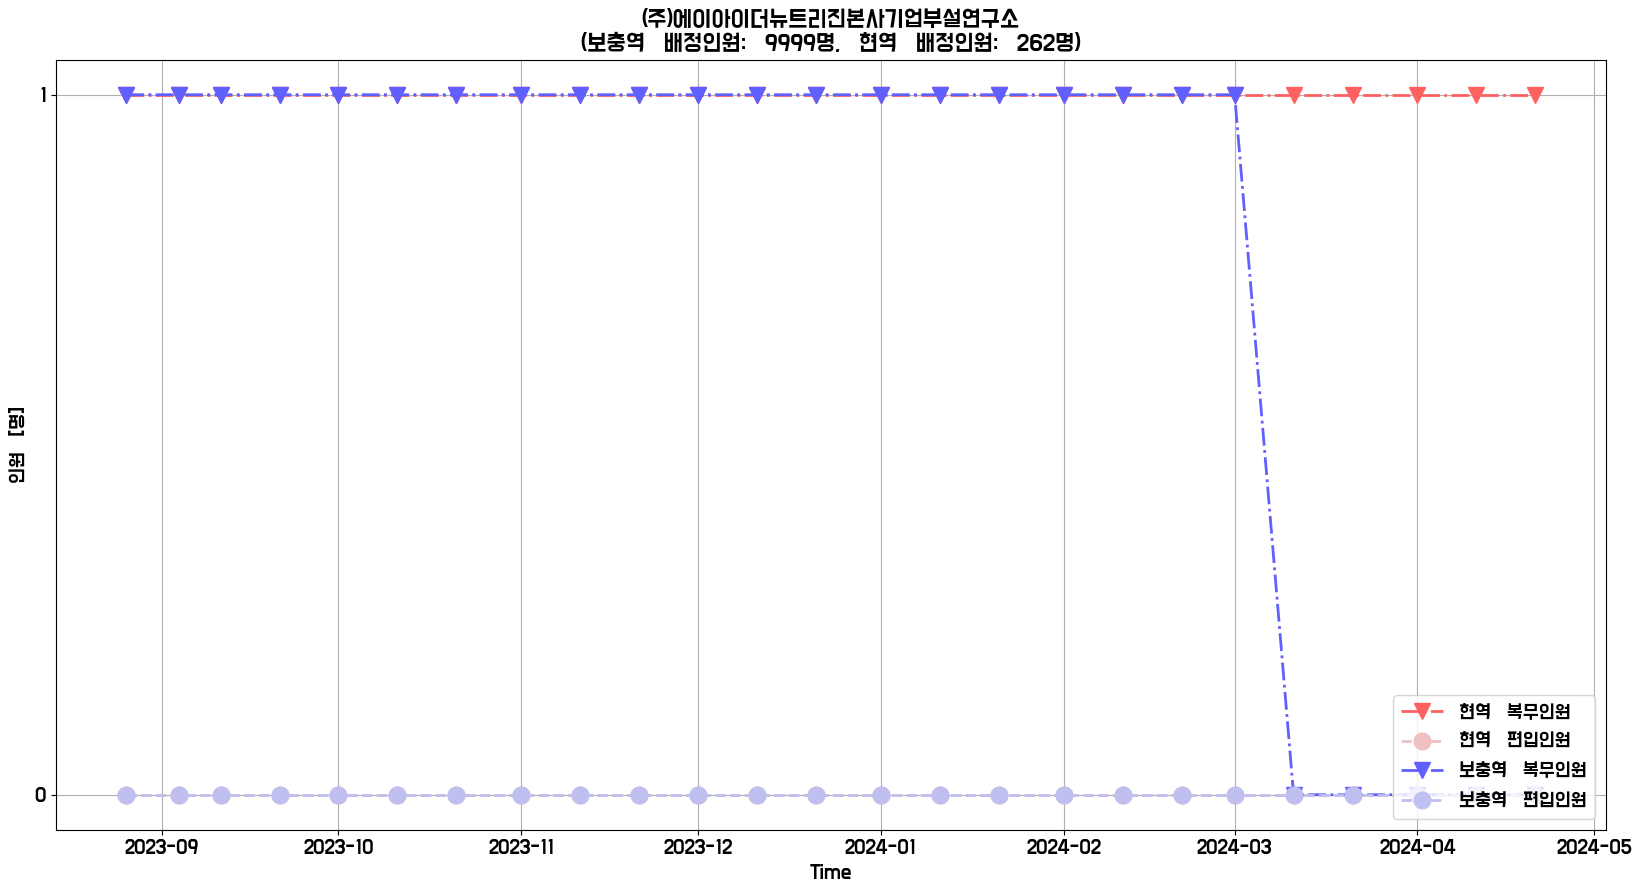 (주)에이아이더뉴트리진본사기업부설연구소
(보충역 배정인원: 9999명, 현역 배정인원: 262명)
1
0
인원 [명]
2023-09
2023-10
2023-11
2023-12
2024-01
2024-02
2024-03
2024-04
2024-05
Time
현역 복무인원
현역 편입인원
보충역 복무인원
보충역 편입인원